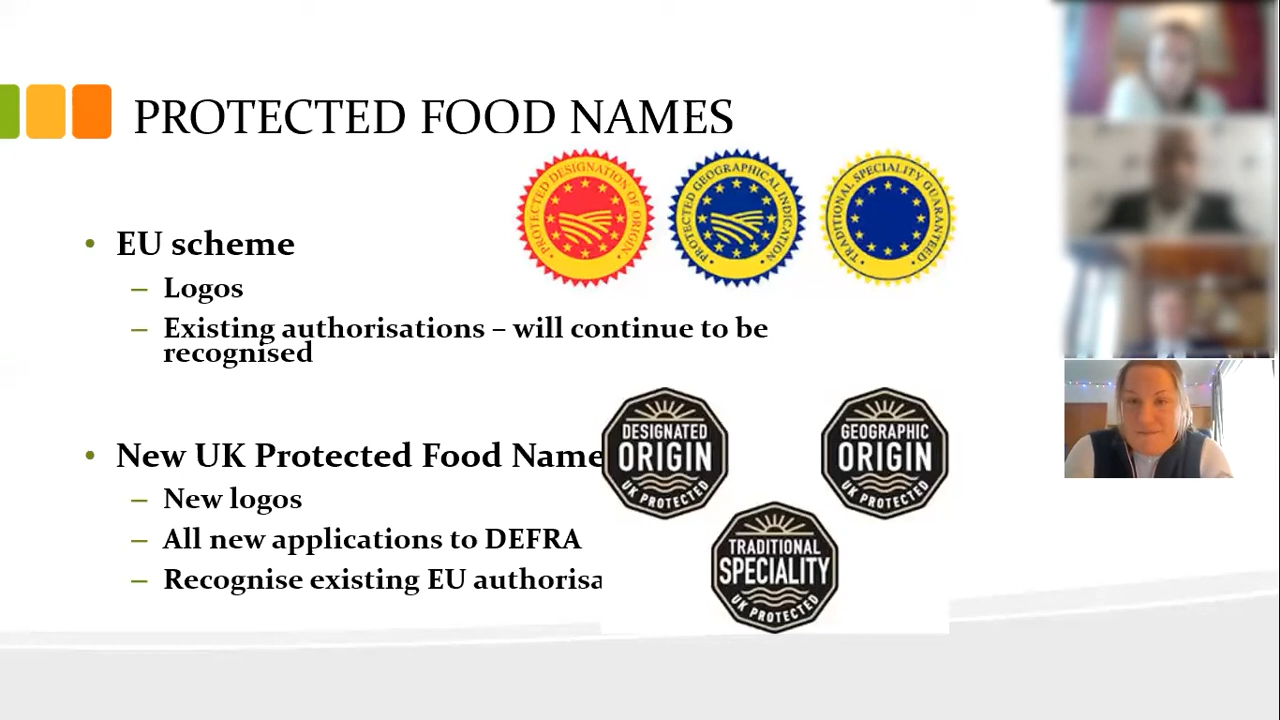 PROTECTED FOOD NAMES
PROTECTED DESIGNATION OF ORIGIN
PROTECTED GEOGRAPHICAL INDICATION
TRADITIONAL SPECIALITY GUARANTEED
• EU scheme
– Logos
– Existing authorisations – will continue to be
recognised
• New UK Protected Food Name
– New logos
– All new applications to DEFRA
– Recognise existing EU authorisa
DESIGNATED
ORIGIN
UK PROTECTED
GEOGRAPHIC
ORIGIN
UK PROTECTED
TRADITIONAL
SPECIALITY
UK PROTECTED